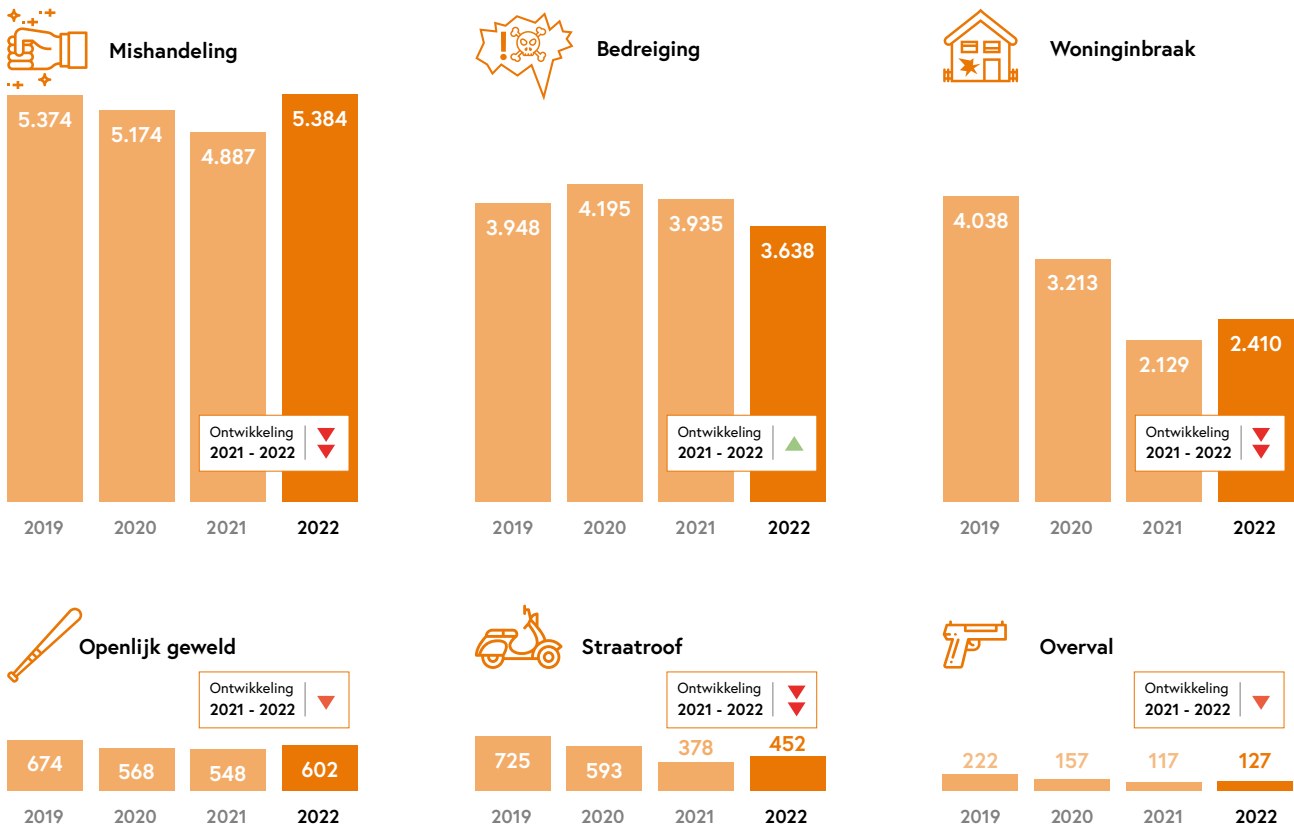 Mishandeling
5.374
5.174
4.887
5.384
Ontwikkeling
2021 - 2022
2019 2020 2021 2022
Bedreiging
!
3.948
4.195
3.935
3.638
Ontwikkeling
2021 - 2022
2019 2020 2021 2022
Woninginbraak
4.038
3.213
2.129
2.410
Ontwikkeling
2021 - 2022
2019 2020 2021 2022
Openlijk geweld
Ontwikkeling
2021 - 2022
674 568 548 602
2019 2020 2021 2022
Straatroof
Ontwikkeling
2021 - 2022
725 593 378 452
2019 2020 2021 2022
Overval
Ontwikkeling
2021 - 2022
222 157 117 127
2019 2020 2021 2022